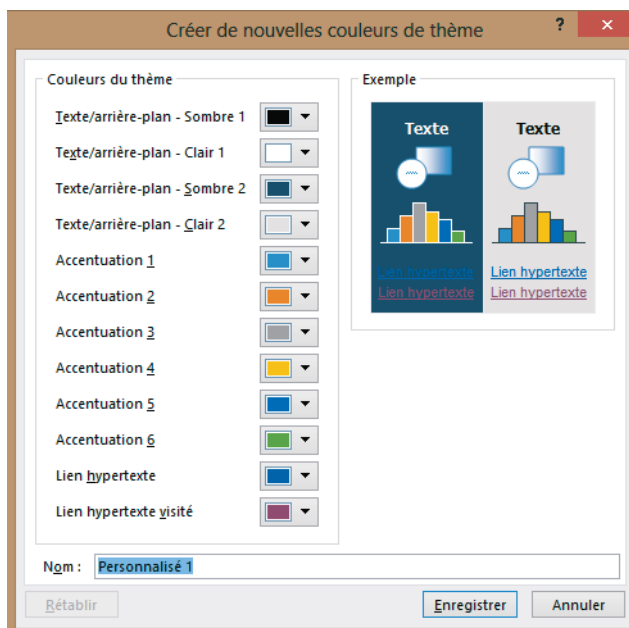 Créer de nouvelles couleurs de thème
?
×
Couleurs du thème
Texte/arrière-plan - Sombre 1
Texte/arrière-plan - Clair 1
Texte/arrière-plan - Sombre 2
Texte/arrière-plan - Clair 2
Accentuation 1
Accentuation 2
Accentuation 3
Accentuation 4
Accentuation 5
Accentuation 6
Lien hypertexte
Lien hypertexte visité
Exemple
Texte Texte
Lien hypertexte Lien hypertexte
Lien hypertexte Lien hypertexte
Nom : Personnalisé 1
Rétablir Enregistrer Annuler